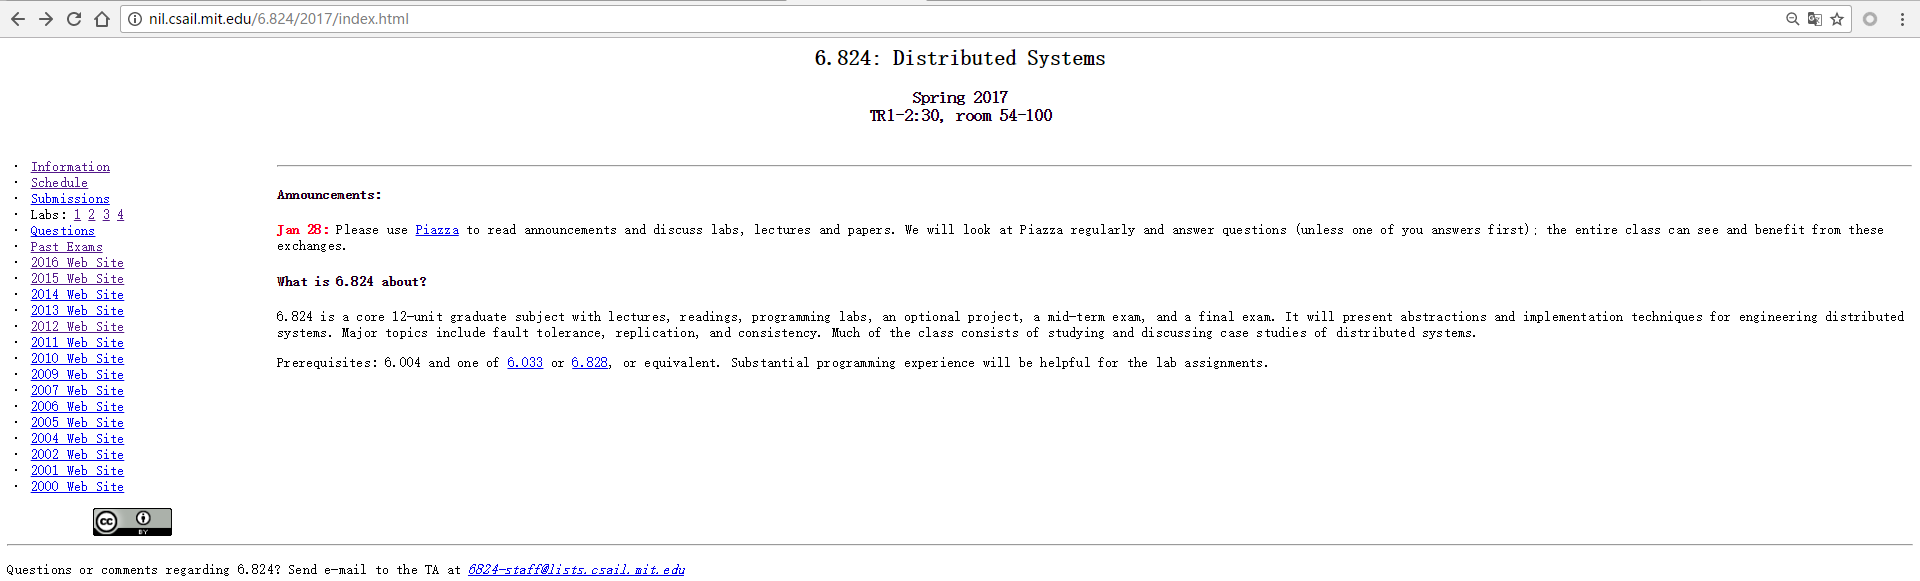 nil.csail.mit.edu/6.824/2017/index.html
6.824: Distributed Systems
Spring 2017
TR1-2:30, room 54-100
· Information
· Schedule
· Submissions
· Labs: 1 2 3 4
· Questions
· Past Exams
· 2016 Web Site
· 2015 Web Site
· 2014 Web Site
· 2013 Web Site
· 2012 Web Site
· 2011 Web Site
· 2010 Web Site
· 2009 Web Site
· 2007 Web Site
· 2006 Web Site
· 2005 Web Site
· 2004 Web Site
· 2002 Web Site
· 2001 Web Site
· 2000 Web Site
cc BY
Announcements:
Jan 28: Please use Piazza to read announcements and discuss labs, lectures and papers. We will look at Piazza regularly and answer questions (unless one of you answers first); the entire class can see and benefit from these
exchanges.
What is 6.824 about?
6.824 is a core 12-unit graduate subject with lectures, readings, programming labs, an optional project, a mid-term exam, and a final exam. It will present abstractions and implementation techniques for engineering distributed
systems. Major topics include fault tolerance, replication, and consistency. Much of the class consists of studying and discussing case studies of distributed systems.
Prerequisites: 6.004 and one of 6.033 or 6.828, or equivalent. Substantial programming experience will be helpful for the lab assignments.
Questions or comments regarding 6.824? Send e-mail to the TA at 6824-staff@lists.csail.mit.edu